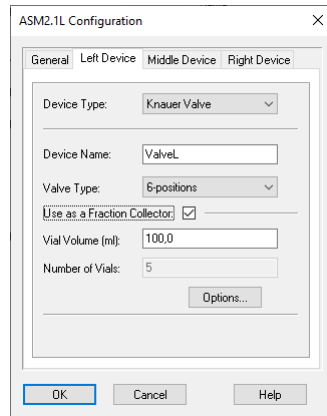 ASM2.1L Configuration
General Left Device Middle Device Right Device
Device Type: Knauer Valve
Device Name: ValveL
Valve Type: 6-positions
Use as a Fraction Collector:
Vial Volume (ml): 100,0
Number of Vials: 5
Options...
OK Cancel Help